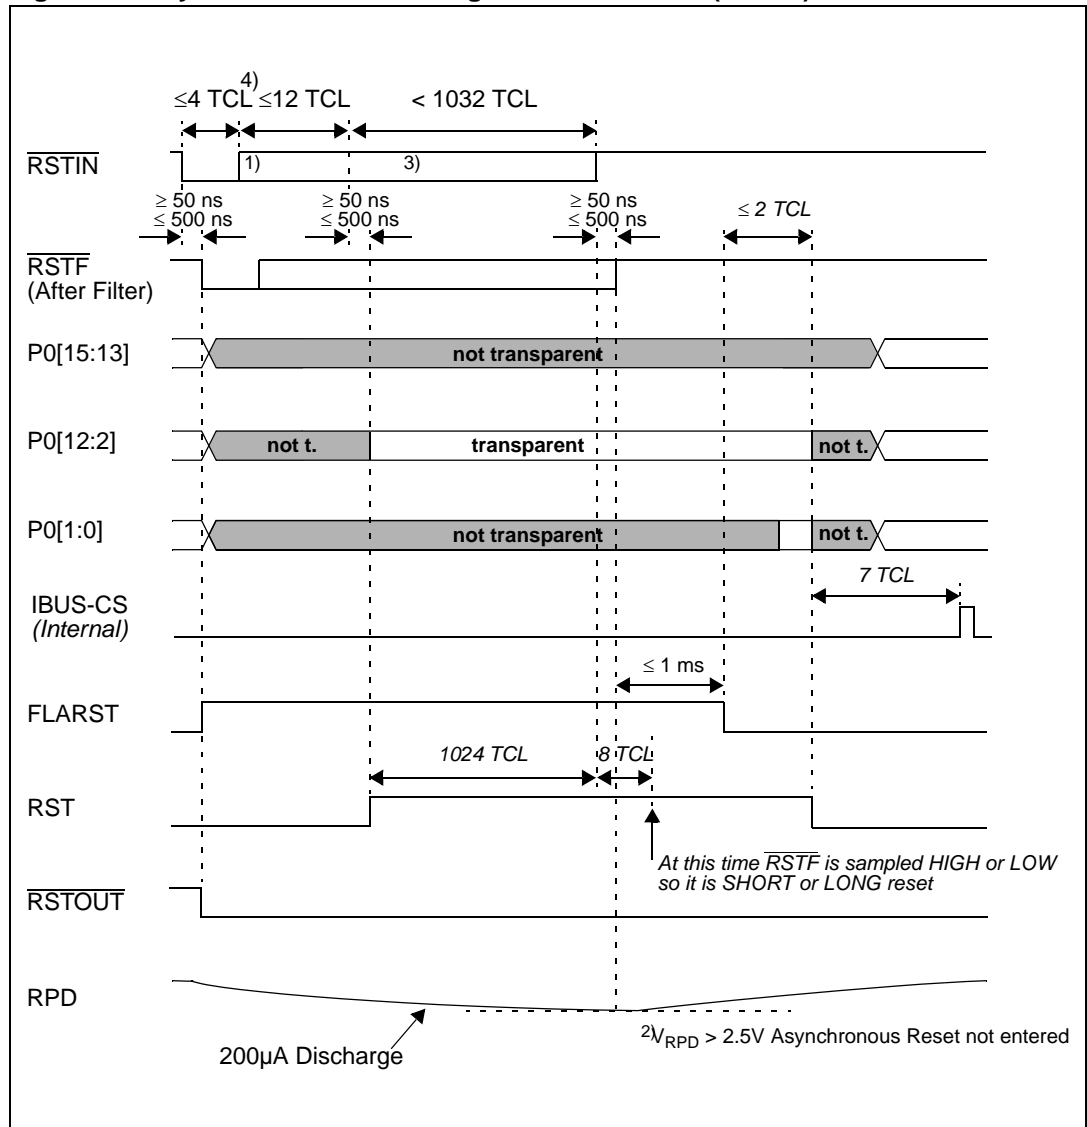 4)
≤4 TCL ≤12 TCL < 1032 TCL
RSTIN
1) 3)
≥ 50 ns ≥ 50 ns ≥ 50 ns
≤ 500 ns ≤ 500 ns ≤ 500 ns
≤ 2 TCL
RSTF
(After Filter)
P0[15:13]
not transparent
P0[12:2]
not t. transparent not t.
P0[1:0]
not transparent not t.
7 TCL
IBUS-CS
(Internal)
≤ 1 ms
FLARST
1024 TCL 8 TCL
RST
At this time RSTF is sampled HIGH or LOW
so it is SHORT or LONG reset
RSTOUT
RPD
2) VRPD > 2.5V Asynchronous Reset not entered
200µA Discharge